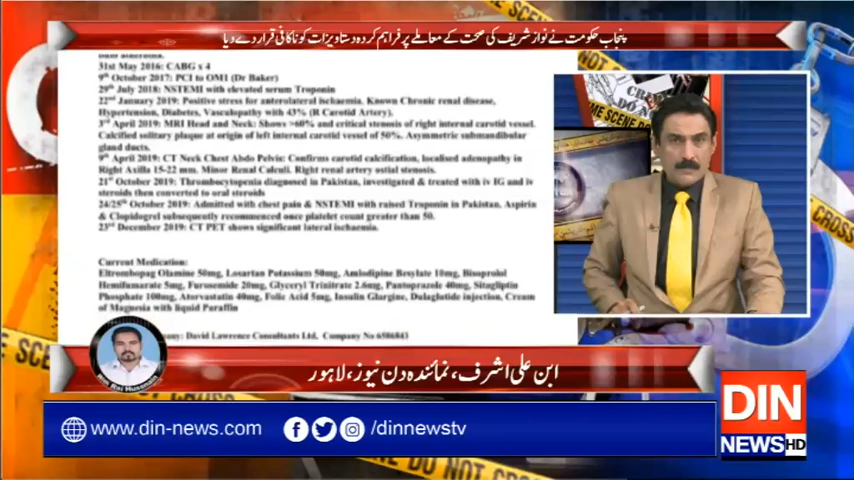 پنجاب حکومت نے نواز شریف کی صحت کے معاملے پر فراہم کردہ دستاویزات کو ناکافی قرار دے دیا
31st May 2016: CABG x 4
9th October 2017: PCI to OM1 (Dr Baker)
29th July 2018: NSTEMI with elevated serum Troponin
22nd January 2019: Positive stress for anterolateral ischaemia. Known Chronic renal disease,
Hypertension, Diabetes, Vasculopathy with 43% (R Carotid Artery).
3rd April 2019: MRI Head and Neck: Shows >60% and critical stenosis of right internal carotid vessel.
Calcified solitary plaque at origin of left internal carotid vessel of 50%. Asymmetric submandibular
gland ducts.
9th April 2019: CT Neck Chest Abdo Pelvis: Confirms carotid calcification, localised adenopathy in
Right Axilla 15-22 mm. Minor Renal Calculi. Right renal artery ostial stenosis.
21st October 2019: Thrombocytopenia diagnosed in Pakistan, investigated & treated with iv IG and iv
steroids then converted to oral steroids
24/25th October 2019: Admitted with chest pain & NSTEMI with raised Troponin in Pakistan, Aspirin
& Clopidogrel subsequently recommenced once platelet count greater than 50.
23rd December 2019: CT PET shows significant lateral ischaemia.
Current Medication:
Eltrombopag Olamine 50mg, Losartan Potassium 50mg, Amlodipine Besylate 10mg, Bisoprolol
Hemifumarate 5mg, Furosemide 20mg, Glyceryl Trinitrate 2.6mg, Pantoprazole 40mg, Sitagliptin
Phosphate 100mg, Atorvastatin 40mg, Folic Acid 5mg, Insulin Glargine, Dulaglutide injection, Cream
of Magnesia with liquid Paraffin
David Lawrence Consultants Ltd, Company No 6586843
CRIME SCENE
DO NO
SCENE
CROSS
ابن علی اشرف، نمائندہ دن نیوز، لاہور
www.din-news.com
/dinnewstv
DIN
NEWS HD
DO NOT CROSS